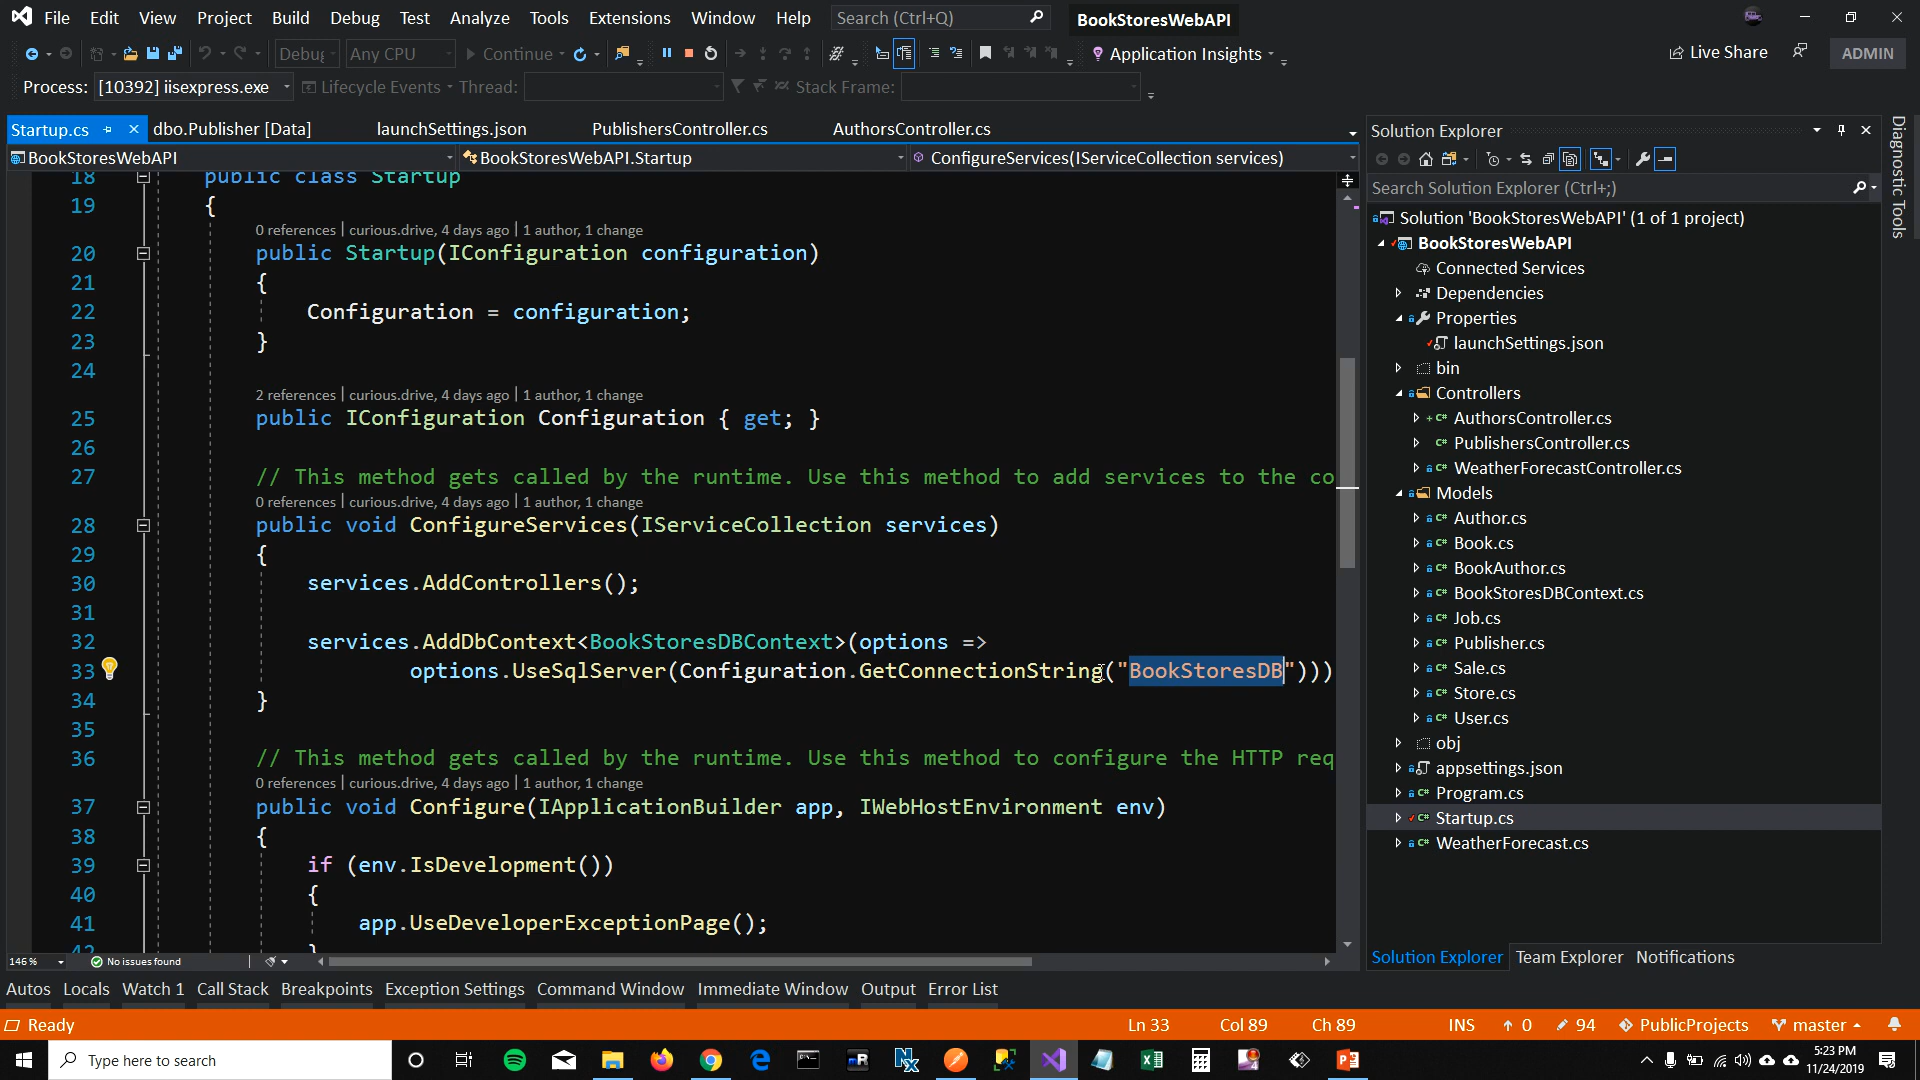 File Edit View Project Build Debug Test Analyze Tools Extensions Window Help Search (Ctrl+Q) BookStoresWebAPI
Debug Any CPU Continue Application Insights Live Share ADMIN
Process: [10392] iisexpress.exe Lifecycle Events Thread: Stack Frame:
Startup.cs dbo.Publisher [Data] launchSettings.json PublishersController.cs AuthorsController.cs
BookStoresWebAPI BookStoresWebAPI.Startup ConfigureServices(IServiceCollection services)
18 public class Startup
19 {
0 references | curious.drive, 4 days ago | 1 author, 1 change
20 public Startup(IConfiguration configuration)
21 {
22 Configuration = configuration;
23 }
24
2 references | curious.drive, 4 days ago | 1 author, 1 change
25 public IConfiguration Configuration { get; }
26
27 // This method gets called by the runtime. Use this method to add services to the co
0 references | curious.drive, 4 days ago | 1 author, 1 change
28 public void ConfigureServices(IServiceCollection services)
29 {
30 services.AddControllers();
31
32 services.AddDbContext<BookStoresDBContext>(options =>
33 options.UseSqlServer(Configuration.GetConnectionString("BookStoresDB")))
34 }
35
36 // This method gets called by the runtime. Use this method to configure the HTTP req
0 references | curious.drive, 4 days ago | 1 author, 1 change
37 public void Configure(IApplicationBuilder app, IWebHostEnvironment env)
38 {
39 if (env.IsDevelopment())
40 {
41 app.UseDeveloperExceptionPage();
42 }
146 % No issues found
Solution Explorer
Search Solution Explorer (Ctrl+;)
Solution 'BookStoresWebAPI' (1 of 1 project)
BookStoresWebAPI
Connected Services
Dependencies
Properties
launchSettings.json
bin
Controllers
AuthorsController.cs
PublishersController.cs
WeatherForecastController.cs
Models
Author.cs
Book.cs
BookAuthor.cs
BookStoresDBContext.cs
Job.cs
Publisher.cs
Sale.cs
Store.cs
User.cs
obj
appsettings.json
Program.cs
Startup.cs
WeatherForecast.cs
Solution Explorer Team Explorer Notifications
Diagnostic Tools
Autos Locals Watch 1 Call Stack Breakpoints Exception Settings Command Window Immediate Window Output Error List
Ready Ln 33 Col 89 Ch 89 INS 0 94 PublicProjects master
Type here to search
5:23 PM
11/24/2019